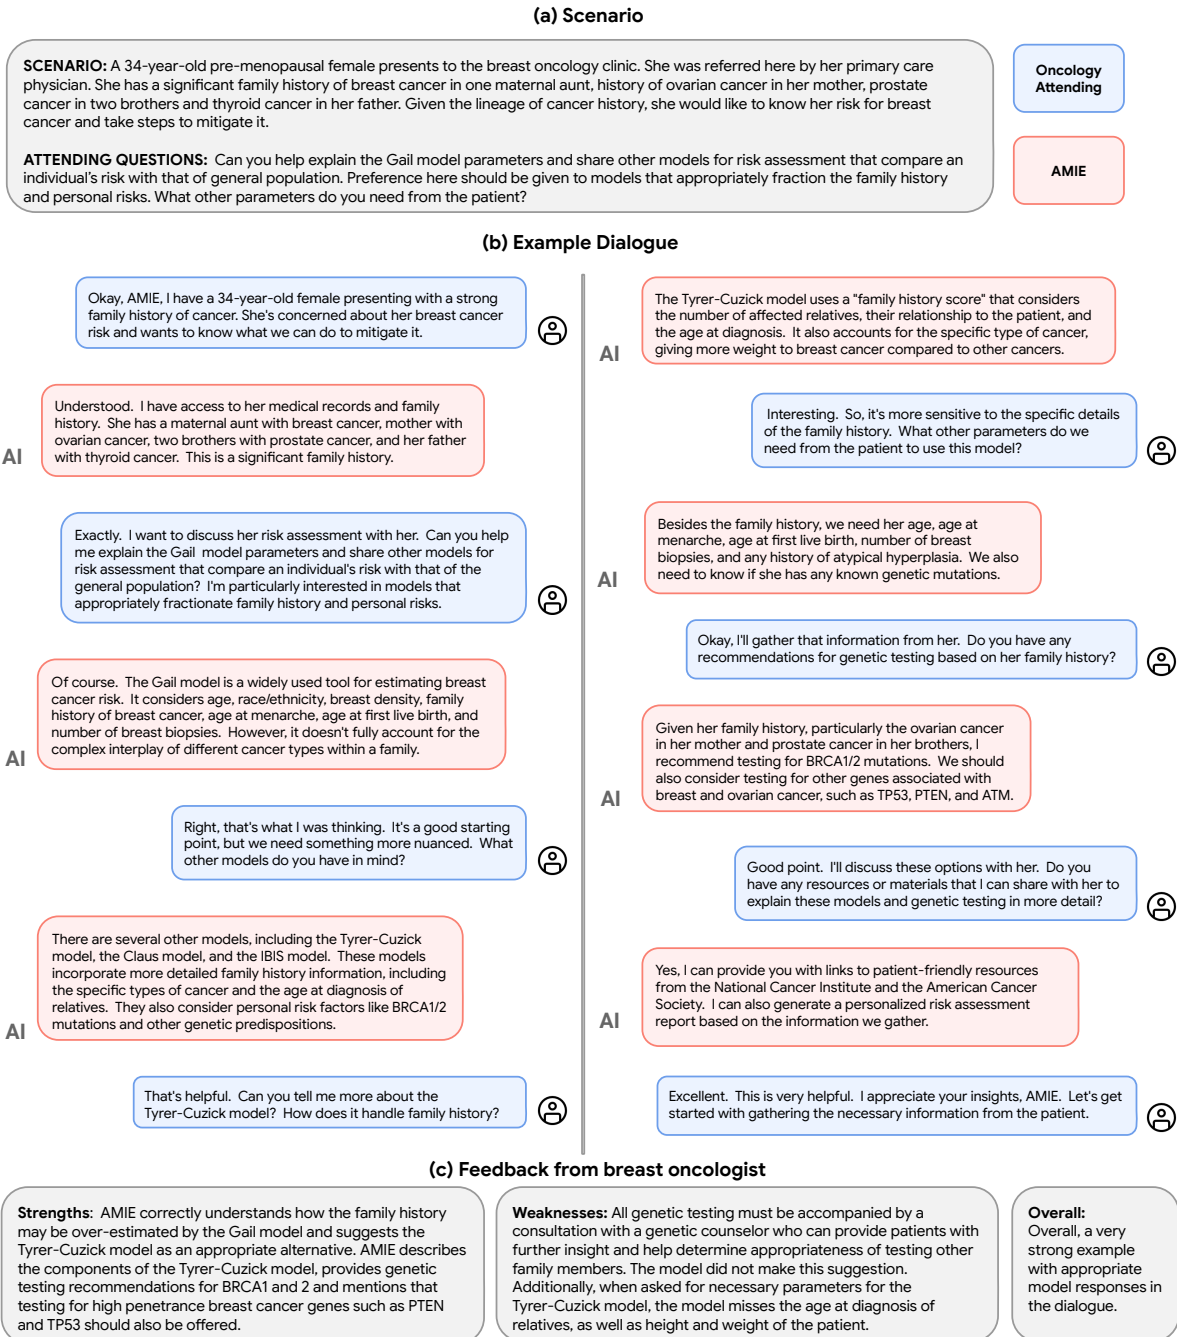 (a) Scenario
SCENARIO: A 34-year-old pre-menopausal female presents to the breast oncology clinic. She was referred here by her primary care
physician. She has a significant family history of breast cancer in one maternal aunt, history of ovarian cancer in her mother, prostate
cancer in two brothers and thyroid cancer in her father. Given the lineage of cancer history, she would like to know her risk for breast
cancer and take steps to mitigate it.
ATTENDING QUESTIONS: Can you help explain the Gail model parameters and share other models for risk assessment that compare an
individual's risk with that of general population. Preference here should be given to models that appropriately fraction the family history
and personal risks. What other parameters do you need from the patient?
Oncology
Attending
AMIE
(b) Example Dialogue
Okay, AMIE, I have a 34-year-old female presenting with a strong
family history of cancer. She's concerned about her breast cancer
risk and wants to know what we can do to mitigate it.
Understood. I have access to her medical records and family
history. She has a maternal aunt with breast cancer, mother with
ovarian cancer, two brothers with prostate cancer, and her father
with thyroid cancer. This is a significant family history.
AI
Exactly. I want to discuss her risk assessment with her. Can you help
me explain the Gail model parameters and share other models for
risk assessment that compare an individual's risk with that of the
general population? I'm particularly interested in models that
appropriately fractionate family history and personal risks.
Of course. The Gail model is a widely used tool for estimating breast
cancer risk. It considers age, race/ethnicity, breast density, family
history of breast cancer, age at menarche, age at first live birth, and
number of breast biopsies. However, it doesn't fully account for the
complex interplay of different cancer types within a family.
AI
Right, that's what I was thinking. It's a good starting
point, but we need something more nuanced. What
other models do you have in mind?
There are several other models, including the Tyrer-Cuzick
model, the Claus model, and the IBIS model. These models
incorporate more detailed family history information, including
the specific types of cancer and the age at diagnosis of
relatives. They also consider personal risk factors like BRCA1/2
mutations and other genetic predispositions.
AI
That's helpful. Can you tell me more about the
Tyrer-Cuzick model? How does it handle family history?
The Tyrer-Cuzick model uses a "family history score" that considers
the number of affected relatives, their relationship to the patient, and
the age at diagnosis. It also accounts for the specific type of cancer,
giving more weight to breast cancer compared to other cancers.
AI
Interesting. So, it's more sensitive to the specific details
of the family history. What other parameters do we
need from the patient to use this model?
Besides the family history, we need her age, age at
menarche, age at first live birth, number of breast
biopsies, and any history of atypical hyperplasia. We also
need to know if she has any known genetic mutations.
AI
Okay, I'll gather that information from her. Do you have any
recommendations for genetic testing based on her family history?
Given her family history, particularly the ovarian cancer
in her mother and prostate cancer in her brothers, I
recommend testing for BRCA1/2 mutations. We should
also consider testing for other genes associated with
breast and ovarian cancer, such as TP53, PTEN, and ATM.
AI
Good point. I'll discuss these options with her. Do you
have any resources or materials that I can share with her to
explain these models and genetic testing in more detail?
Yes, I can provide you with links to patient-friendly resources
from the National Cancer Institute and the American Cancer
Society. I can also generate a personalized risk assessment
report based on the information we gather.
AI
Excellent. This is very helpful. I appreciate your insights, AMIE. Let's get
started with gathering the necessary information from the patient.
(c) Feedback from breast oncologist
Strengths: AMIE correctly understands how the family history
may be over-estimated by the Gail model and suggests the
Tyrer-Cuzick model as an appropriate alternative. AMIE describes
the components of the Tyrer-Cuzick model, provides genetic
testing recommendations for BRCA1 and 2 and mentions that
testing for high penetrance breast cancer genes such as PTEN
and TP53 should also be offered.
Weaknesses: All genetic testing must be accompanied by a
consultation with a genetic counselor who can provide patients with
further insight and help determine appropriateness of testing other
family members. The model did not make this suggestion.
Additionally, when asked for necessary parameters for the
Tyrer-Cuzick model, the model misses the age at diagnosis of
relatives, as well as height and weight of the patient.
Overall:
Overall, a very
strong example
with appropriate
model responses in
the dialogue.